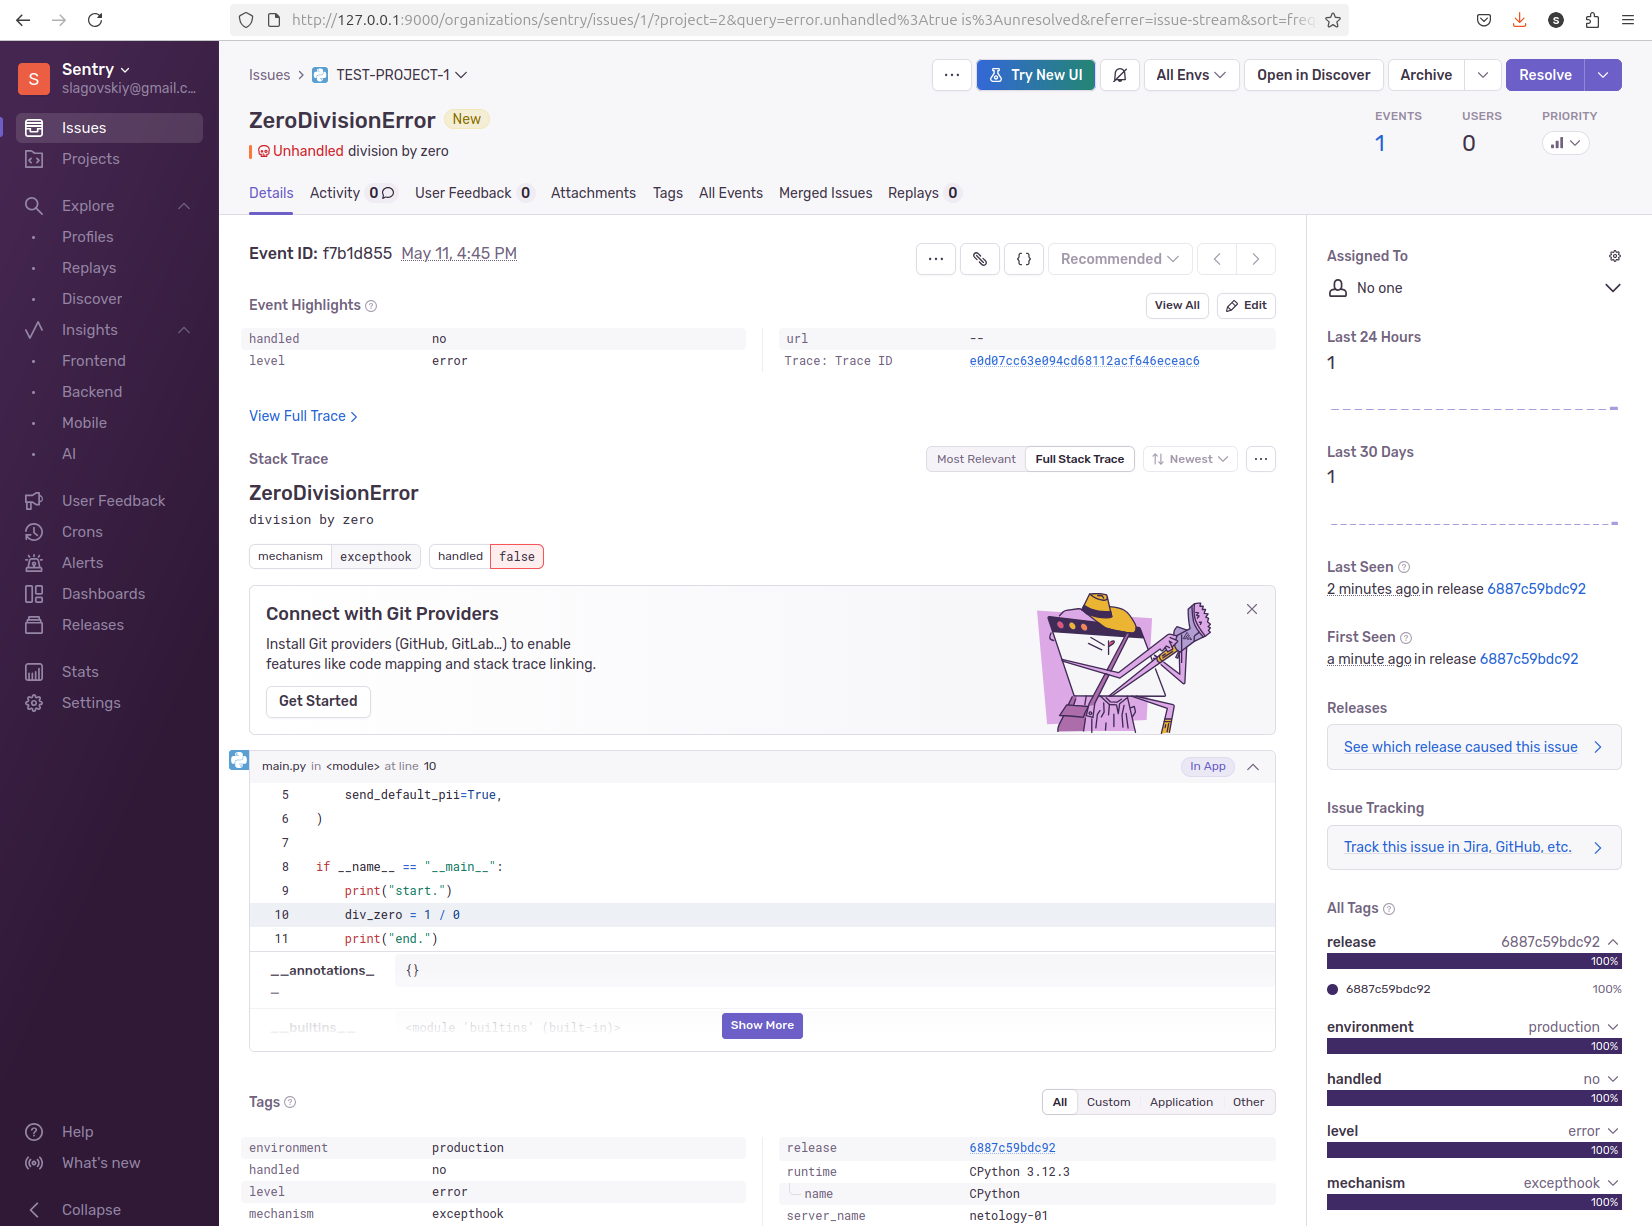 http://127.0.0.1:9000/organizations/sentry/issues/1/?project=2&query=error.unhandled%3Atrue is%3Aunresolved&referrer=issue-stream&sort=freq
S
S
Sentry
slagovskiy@gmail.c...
Issues
Projects
Explore
Profiles
Replays
Discover
Insights
Frontend
Backend
Mobile
AI
User Feedback
Crons
Alerts
Dashboards
Releases
Stats
Settings
Help
What's new
Collapse
Issues > TEST-PROJECT-1
Try New UI
All Envs
Open in Discover
Archive
Resolve
ZeroDivisionError New
Unhandled division by zero
EVENTS USERS PRIORITY
1 0
Details Activity 0 User Feedback 0 Attachments Tags All Events Merged Issues Replays 0
Event ID: f7b1d855 May 11, 4:45 PM
Recommended
Event Highlights
View All Edit
handled no
level error
url --
Trace: Trace ID e0d07cc63e094cd68112acf646eceac6
View Full Trace >
Stack Trace
Most Relevant Full Stack Trace Newest
ZeroDivisionError
division by zero
mechanism excepthook handled false
Connect with Git Providers
Install Git providers (GitHub, GitLab…) to enable
features like code mapping and stack trace linking.
Get Started
main.py in <module> at line 10
In App
5     send_default_pii=True,
6 )
7
8 if __name__ == "__main__":
9     print("start.")
10     div_zero = 1 / 0
11     print("end.")
__annotations_
_
{}
__builtins__ <module 'builtins' (built-in)>
Show More
Tags
All Custom Application Other
environment production
handled no
level error
mechanism excepthook
release 6887c59bdc92
runtime CPython 3.12.3
name CPython
server_name netology-01
Assigned To
No one
Last 24 Hours
1
Last 30 Days
1
Last Seen
2 minutes ago in release 6887c59bdc92
First Seen
a minute ago in release 6887c59bdc92
Releases
See which release caused this issue
Issue Tracking
Track this issue in Jira, GitHub, etc.
All Tags
release 6887c59bdc92
100%
6887c59bdc92 100%
environment production
100%
handled no
100%
level error
100%
mechanism excepthook
100%